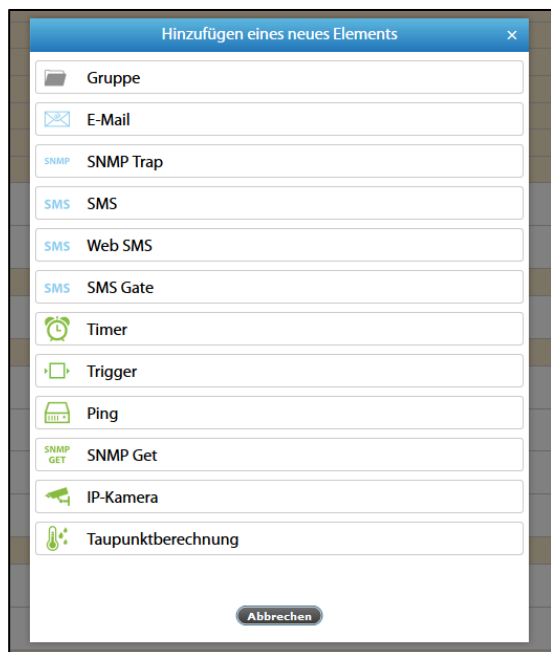 Hinzufügen eines neues Elements ×
Gruppe
E-Mail
SNMP SNMP Trap
SMS SMS
SMS Web SMS
SMS SMS Gate
Timer
Trigger
Ping
SNMP
GET SNMP Get
IP-Kamera
Taupunktberechnung
Abbrechen